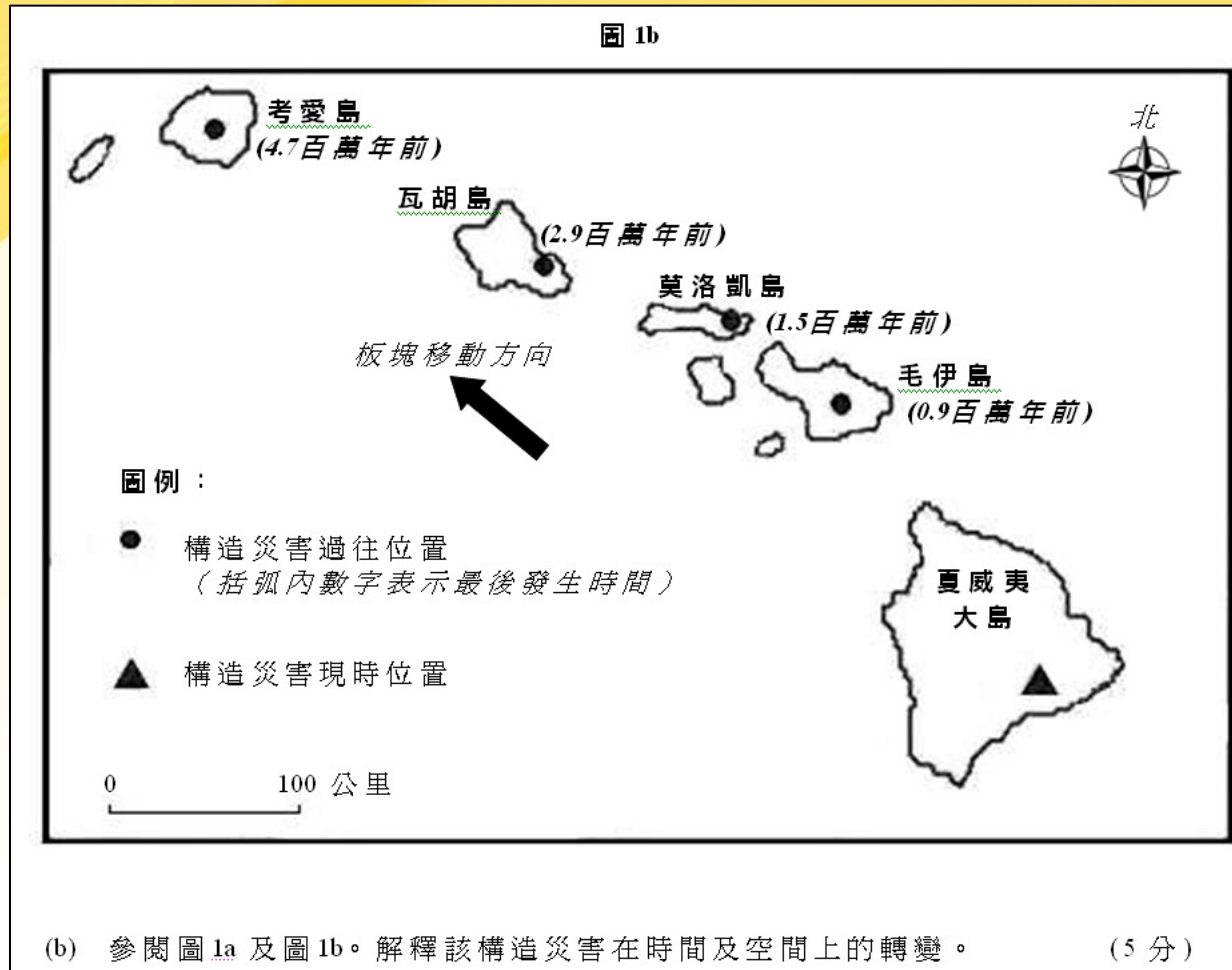 圖 1b
考愛島
(4.7百萬年前)
北
瓦胡島
(2.9百萬年前)
莫洛凱島
(1.5百萬年前)
板塊移動方向
毛伊島
(0.9百萬年前)
圖例：
構造災害過往位置
（括弧內數字表示最後發生時間）
夏威夷
大島
構造災害現時位置
0 100 公里
(b) 參閱圖 1a 及圖 1b。解釋該構造災害在時間及空間上的轉變。 (5 分)